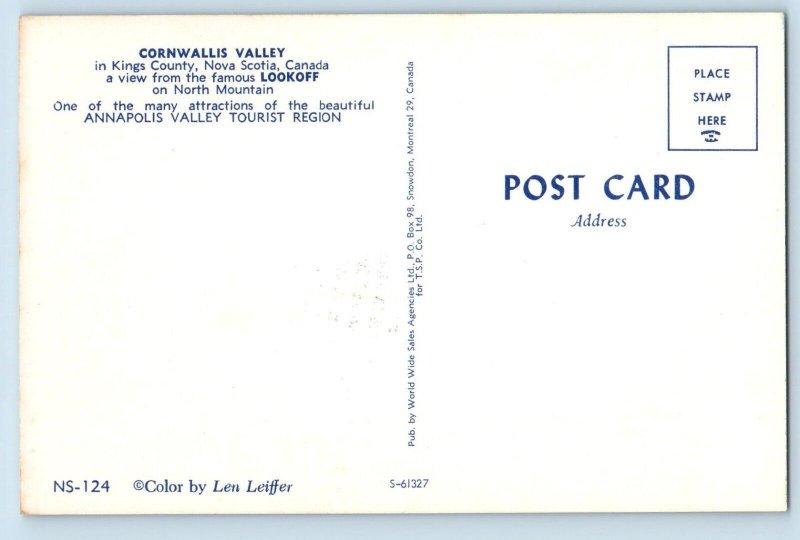 CORNWALLIS VALLEY
in Kings County, Nova Scotia, Canada
a view from the famous LOOKOFF
on North Mountain
One of the many attractions of the beautiful
ANNAPOLIS VALLEY TOURIST REGION
Pub. by World Wide Sales Agencies Ltd., P.O. Box 98, Snowdon, Montreal 29, Canada
for T.S.P. Co. Ltd.
PLACE
STAMP
HERE
POST CARD
Address
NS-124 ©Color by Len Leiffer
S-61327